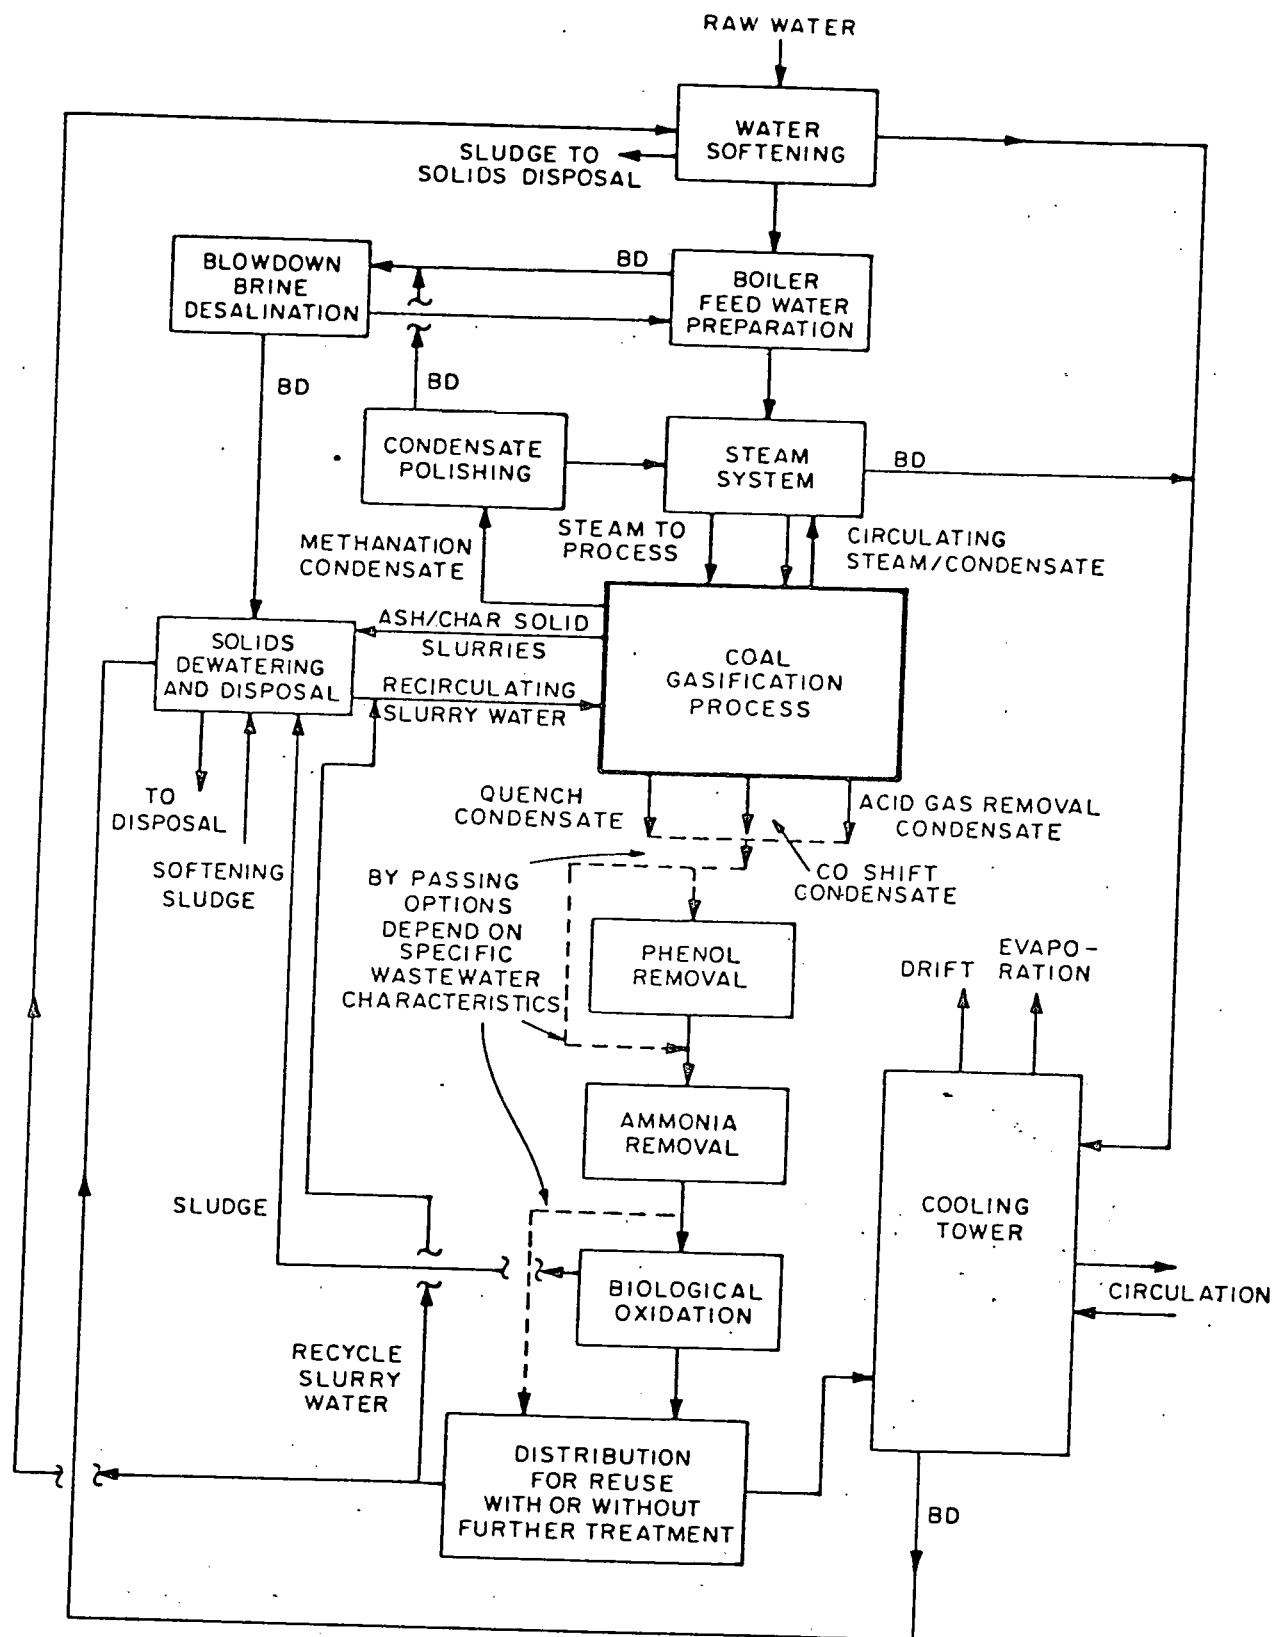 RAW WATER
WATER
SOFTENING
SLUDGE TO
SOLIDS DISPOSAL
BLOWDOWN
BRINE
DESALINATION
BD
BOILER
FEED WATER
PREPARATION
BD
BD
CONDENSATE
POLISHING
STEAM
SYSTEM
BD
METHANATION
CONDENSATE
STEAM TO
PROCESS
CIRCULATING
STEAM/CONDENSATE
SOLIDS
DEWATERING
AND DISPOSAL
ASH/CHAR SOLID
SLURRIES
RECIRCULATING
SLURRY WATER
COAL
GASIFICATION
PROCESS
TO
DISPOSAL
SOFTENING
SLUDGE
QUENCH
CONDENSATE
ACID GAS REMOVAL
CONDENSATE
CO SHIFT
CONDENSATE
BY PASSING
OPTIONS
DEPEND ON
SPECIFIC
WASTEWATER
CHARACTERISTICS
PHENOL
REMOVAL
DRIFT
EVAPO-
RATION
AMMONIA
REMOVAL
SLUDGE
COOLING
TOWER
BIOLOGICAL
OXIDATION
CIRCULATION
RECYCLE
SLURRY
WATER
DISTRIBUTION
FOR REUSE
WITH OR WITHOUT
FURTHER TREATMENT
BD